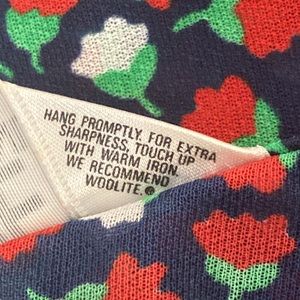 HANG PROMPTLY. FOR EXTRA
SHARPNESS, TOUCH UP
WITH WARM IRON.
WE RECOMMEND
WOOLITE.